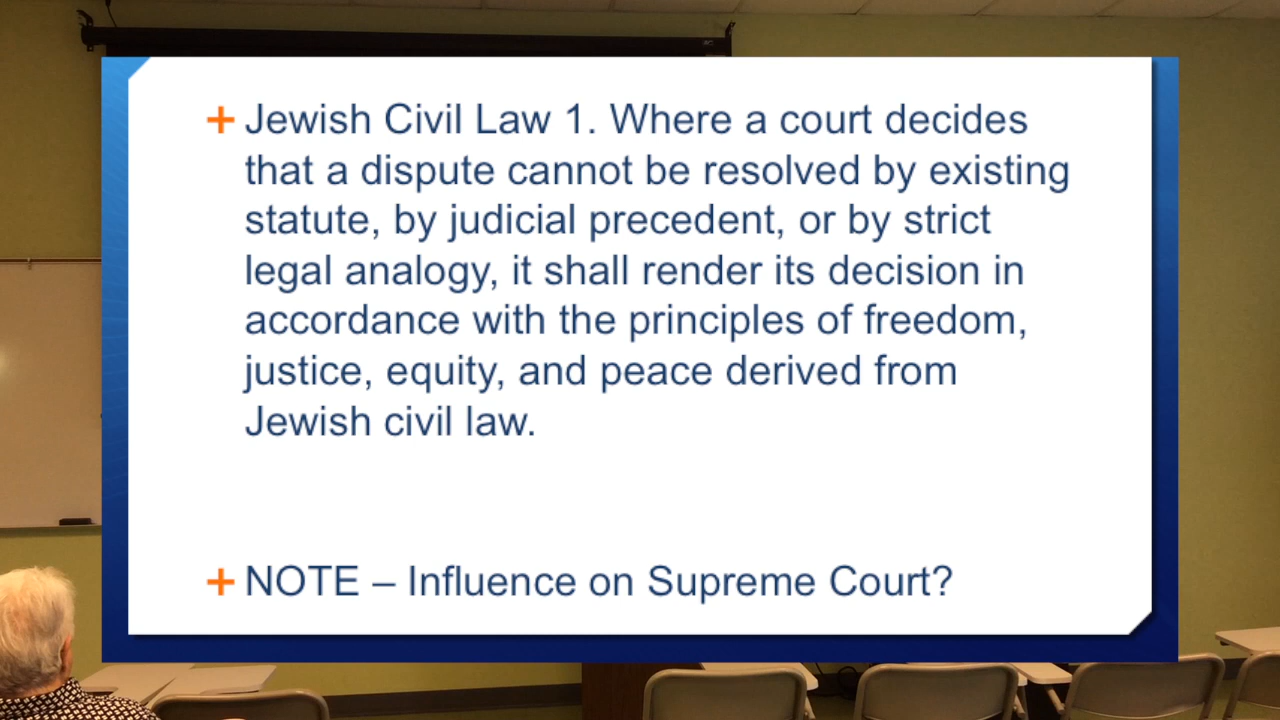 + Jewish Civil Law 1. Where a court decides
that a dispute cannot be resolved by existing
statute, by judicial precedent, or by strict
legal analogy, it shall render its decision in
accordance with the principles of freedom,
justice, equity, and peace derived from
Jewish civil law.
+ NOTE – Influence on Supreme Court?